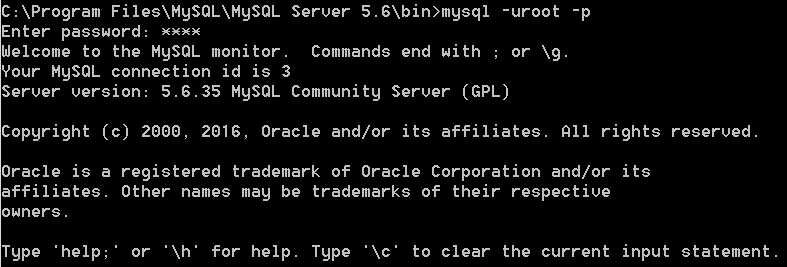 C:\Program Files\MySQL\MySQL Server 5.6\bin>mysql -uroot -p
Enter password: ****
Welcome to the MySQL monitor.  Commands end with ; or \g.
Your MySQL connection id is 3
Server version: 5.6.35 MySQL Community Server (GPL)
Copyright (c) 2000, 2016, Oracle and/or its affiliates. All rights reserved.
Oracle is a registered trademark of Oracle Corporation and/or its
affiliates. Other names may be trademarks of their respective
owners.
Type 'help;' or '\h' for help. Type '\c' to clear the current input statement.